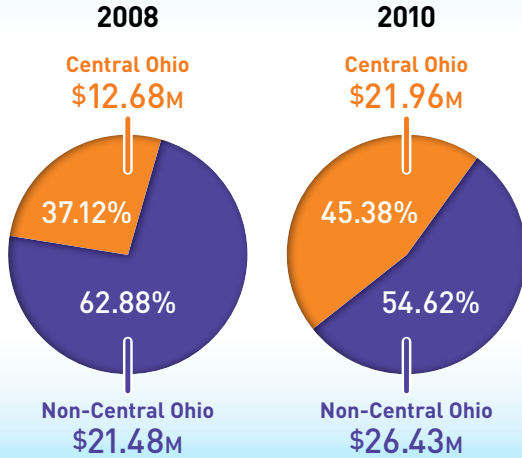 2008
Central Ohio
$12.68M
37.12%
62.88%
Non-Central Ohio
$21.48M
2010
Central Ohio
$21.96M
45.38%
54.62%
Non-Central Ohio
$26.43M